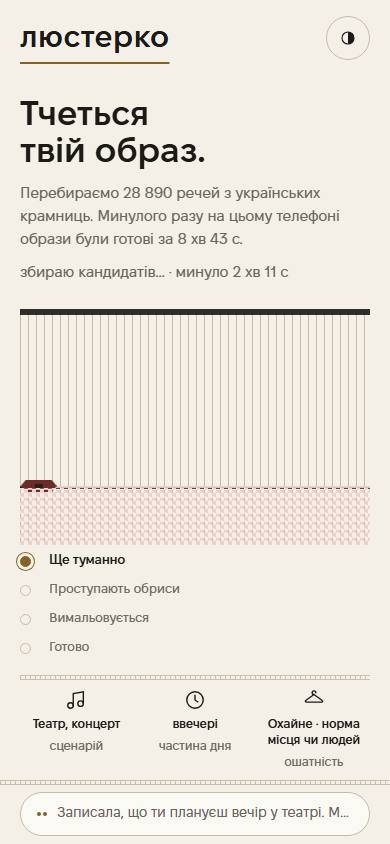 люстерко
Тчеться
твій образ.
Перебираємо 28 890 речей з українських
крамниць. Минулого разу на цьому телефоні
образи були готові за 8 хв 43 с.
збираю кандидатів… · минуло 2 хв 11 с
Ще туманно
Проступають обриси
Вимальовується
Готово
Театр, концерт
сценарій
ввечері
частина дня
Охайне · норма
місця чи людей
ошатність
Записала, що ти плануєш вечір у театрі. М…